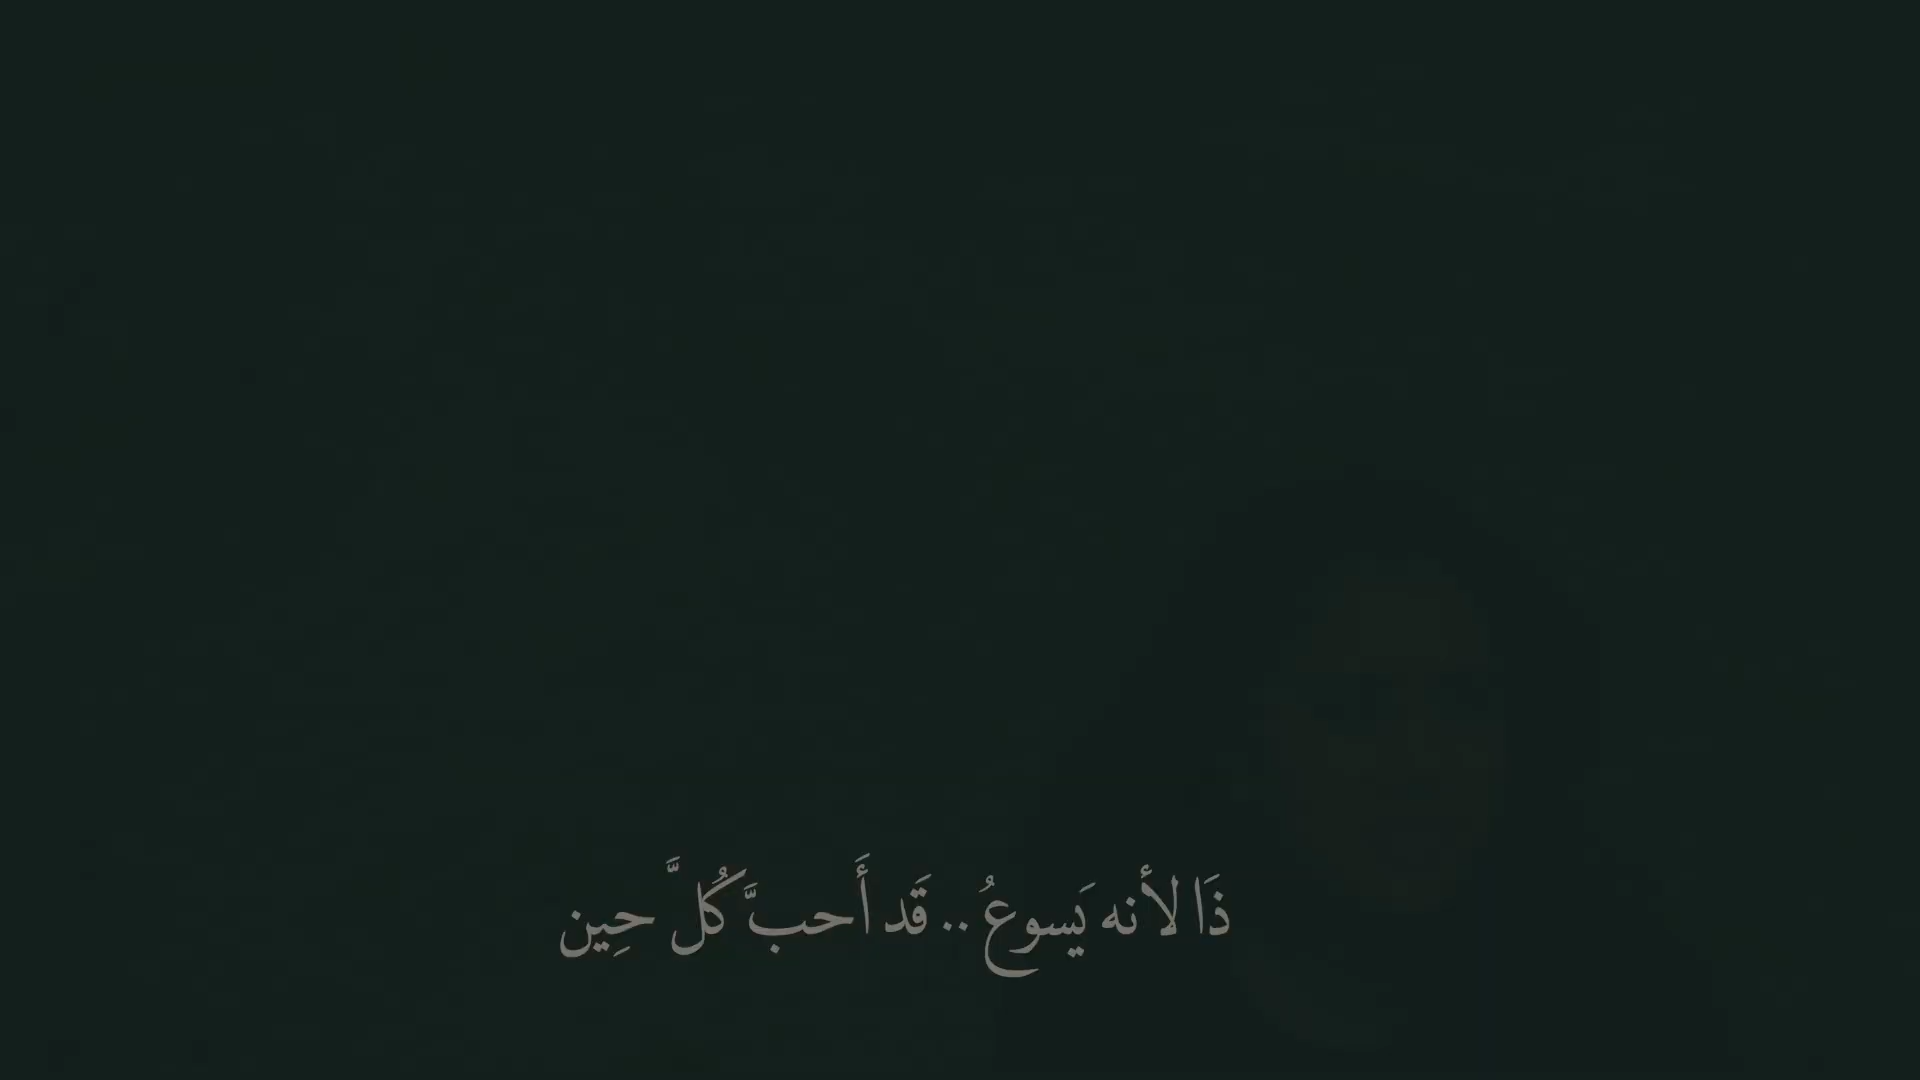 ذَا لأنه يَسوعُ .. قَد أَحبَّ كُلَّ حِين